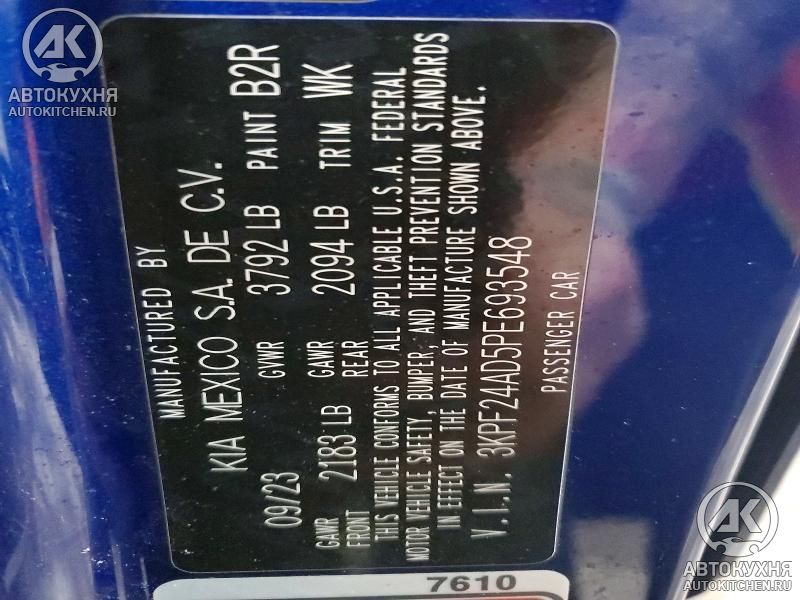 MANUFACTURED BY
KIA MEXICO S.A. DE C.V.
09/23 GVWR 3792 LB PAINT B2R
GAWR FRONT 2183 LB GAWR REAR 2094 LB TRIM WK
THIS VEHICLE CONFORMS TO ALL APPLICABLE U.S.A. FEDERAL
MOTOR VEHICLE SAFETY, BUMPER, AND THEFT PREVENTION STANDARDS
IN EFFECT ON THE DATE OF MANUFACTURE SHOWN ABOVE.
V.I.N. 3KPF24AD5PE693548
PASSENGER CAR
7610
АК
АВТОКУХНЯ
AUTOKITCHEN.RU
АК
АВТОКУХНЯ
AUTOKITCHEN.RU